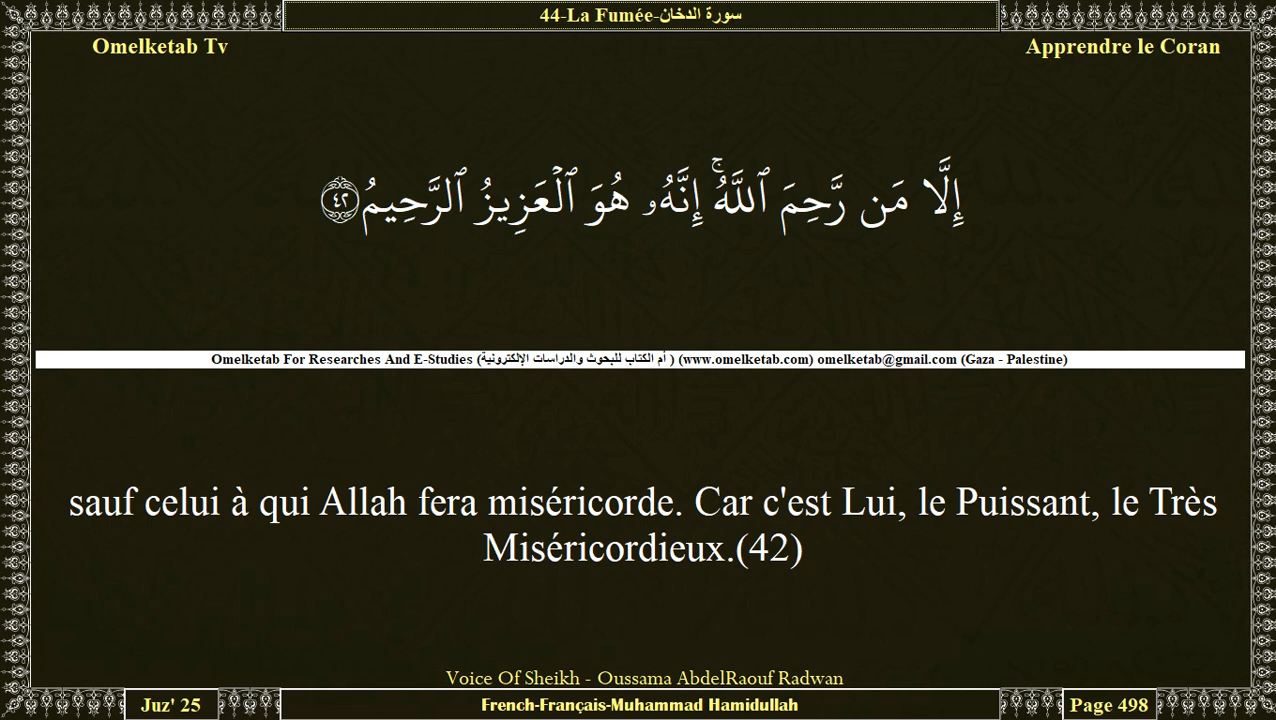 44-La Fumée-سورة الدخان
Omelketab Tv
Apprendre le Coran
إِلَّا مَن رَّحِمَ ٱللَّهُۚ إِنَّهُۥ هُوَ ٱلْعَزِيزُ ٱلرَّحِيمُ ٤٢
Omelketab For Researches And E-Studies (أم الكتاب للبحوث والدراسات الإلكترونية ) (www.omelketab.com) omelketab@gmail.com (Gaza - Palestine)
sauf celui à qui Allah fera miséricorde. Car c'est Lui, le Puissant, le Très
Miséricordieux.(42)
Voice Of Sheikh - Oussama AbdelRaouf Radwan
Juz' 25
French-Français-Muhammad Hamidullah
Page 498